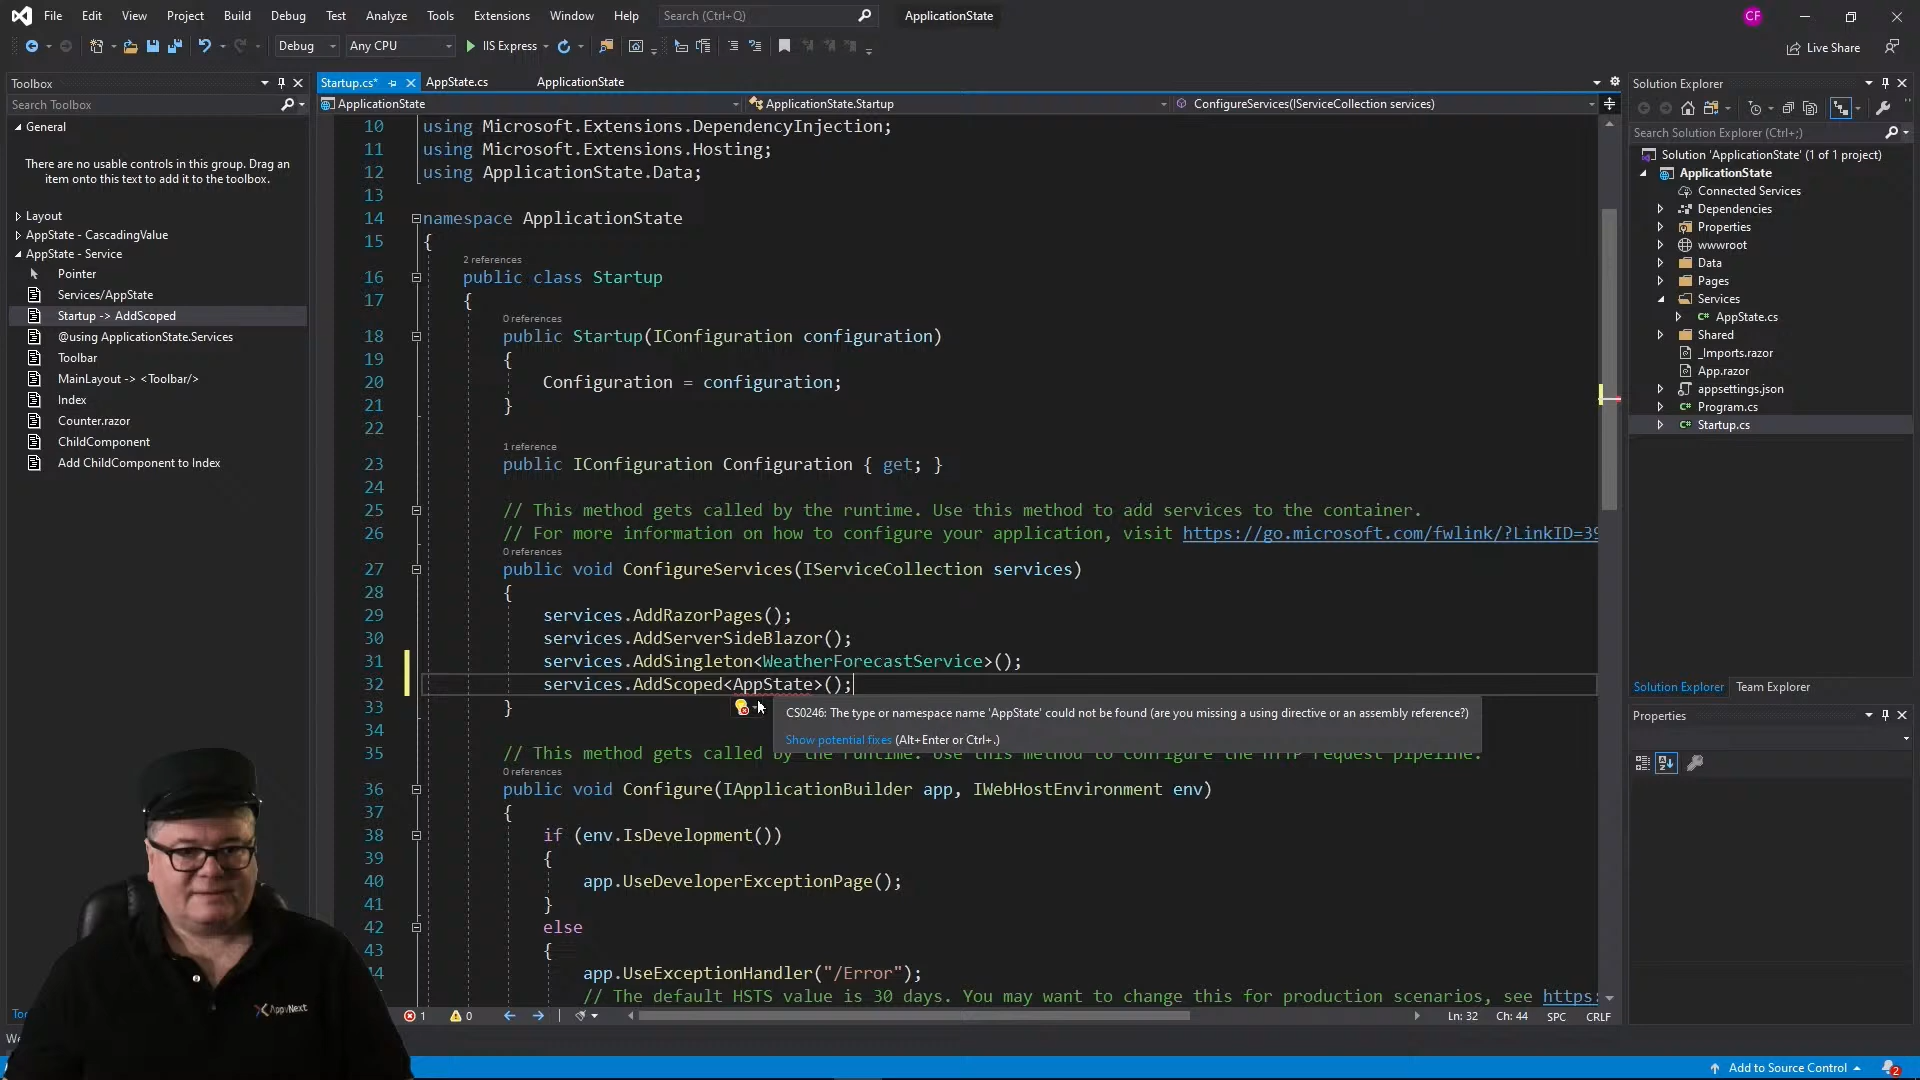 File Edit View Project Build Debug Test Analyze Tools Extensions Window Help Search (Ctrl+Q) ApplicationState CF
Debug Any CPU IIS Express Live Share
Toolbox
Search Toolbox
General
There are no usable controls in this group. Drag an
item onto this text to add it to the toolbox.
Layout
AppState - CascadingValue
AppState - Service
Pointer
Services/AppState
Startup -> AddScoped
@using ApplicationState.Services
Toolbar
MainLayout -> <Toolbar/>
Index
Counter.razor
ChildComponent
Add ChildComponent to Index
Startup.cs* AppState.cs ApplicationState
ApplicationState ApplicationState.Startup ConfigureServices(IServiceCollection services)
10 using Microsoft.Extensions.DependencyInjection;
11 using Microsoft.Extensions.Hosting;
12 using ApplicationState.Data;
13
14 namespace ApplicationState
15 {
2 references
16 public class Startup
17 {
0 references
18 public Startup(IConfiguration configuration)
19 {
20 Configuration = configuration;
21 }
22
1 reference
23 public IConfiguration Configuration { get; }
24
25 // This method gets called by the runtime. Use this method to add services to the container.
26 // For more information on how to configure your application, visit https://go.microsoft.com/fwlink/?LinkID=39
0 references
27 public void ConfigureServices(IServiceCollection services)
28 {
29 services.AddRazorPages();
30 services.AddServerSideBlazor();
31 services.AddSingleton<WeatherForecastService>();
32 services.AddScoped<AppState>();
33 }
CS0246: The type or namespace name 'AppState' could not be found (are you missing a using directive or an assembly reference?)
Show potential fixes (Alt+Enter or Ctrl+.)
34
35 // This method gets called by the runtime. Use this method to configure the HTTP request pipeline.
0 references
36 public void Configure(IApplicationBuilder app, IWebHostEnvironment env)
37 {
38 if (env.IsDevelopment())
39 {
40 app.UseDeveloperExceptionPage();
41 }
42 else
43 {
44 app.UseExceptionHandler("/Error");
// The default HSTS value is 30 days. You may want to change this for production scenarios, see https:
1 0 Ln: 32 Ch: 44 SPC CRLF
Solution Explorer
Search Solution Explorer (Ctrl+;)
Solution 'ApplicationState' (1 of 1 project)
ApplicationState
Connected Services
Dependencies
Properties
wwwroot
Data
Pages
Services
C# AppState.cs
Shared
_Imports.razor
App.razor
appsettings.json
C# Program.cs
C# Startup.cs
Solution Explorer Team Explorer
Properties
AppvNext
Add to Source Control 2